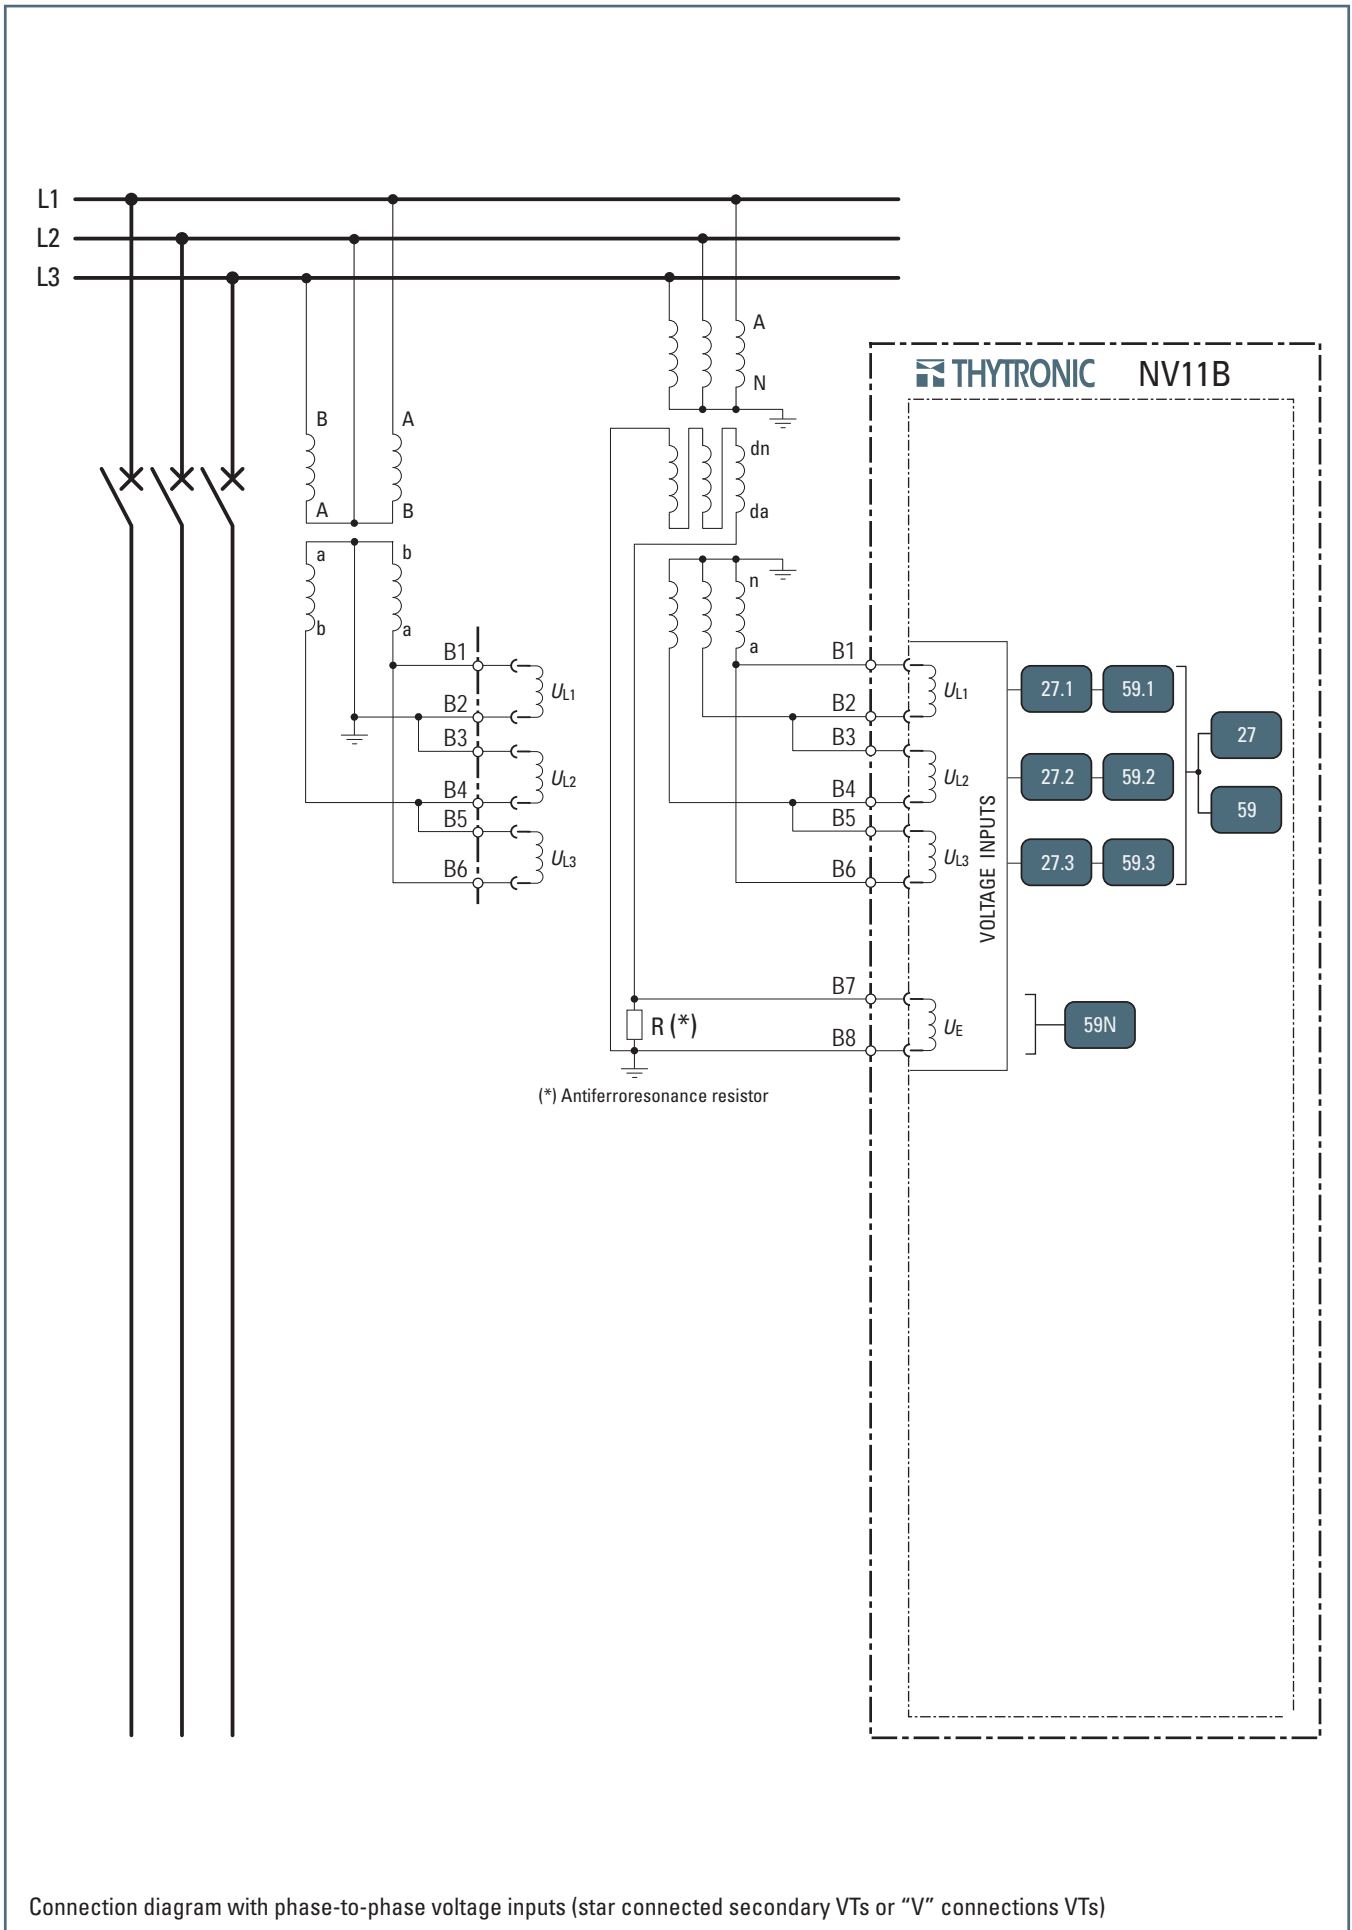 L1
L2
L3
A
N
THYTRONIC NV11B
B A
dn
A B
da
a b
n
b a
a
B1
B2
B3
B4
B5
B6
UL1
UL2
UL3
B1
B2
B3
B4
B5
B6
UL1
UL2
UL3
VOLTAGE INPUTS
27.1 59.1
27.2 59.2
27.3 59.3
27
59
B7
B8
UE
59N
R (*)
(*) Antiferroresonance resistor
Connection diagram with phase-to-phase voltage inputs (star connected secondary VTs or “V” connections VTs)